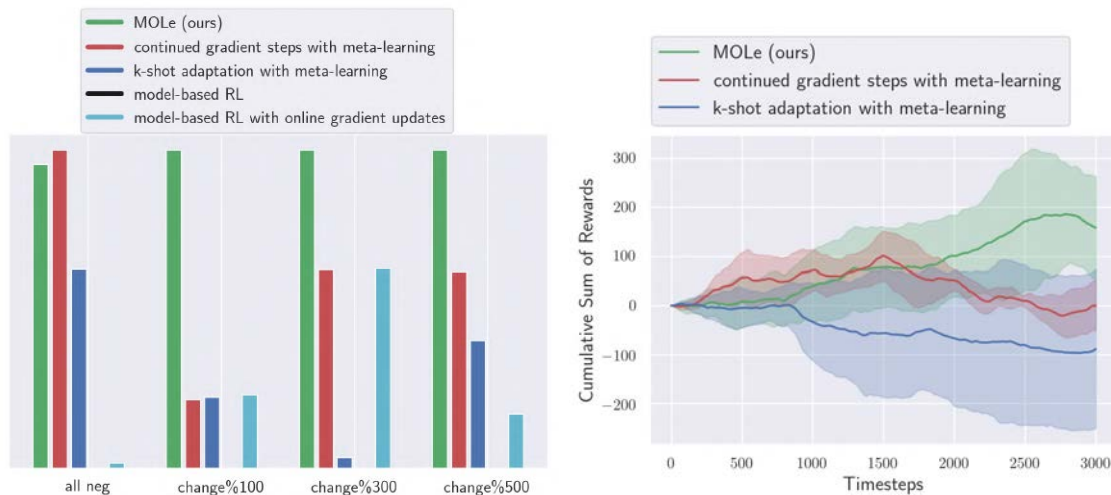 MOLe (ours)
continued gradient steps with meta-learning
k-shot adaptation with meta-learning
model-based RL
model-based RL with online gradient updates
all neg
change%100
change%300
change%500
MOLe (ours)
continued gradient steps with meta-learning
k-shot adaptation with meta-learning
Cumulative Sum of Rewards
300
200
100
0
−100
−200
0
500
1000
1500
2000
2500
3000
Timesteps